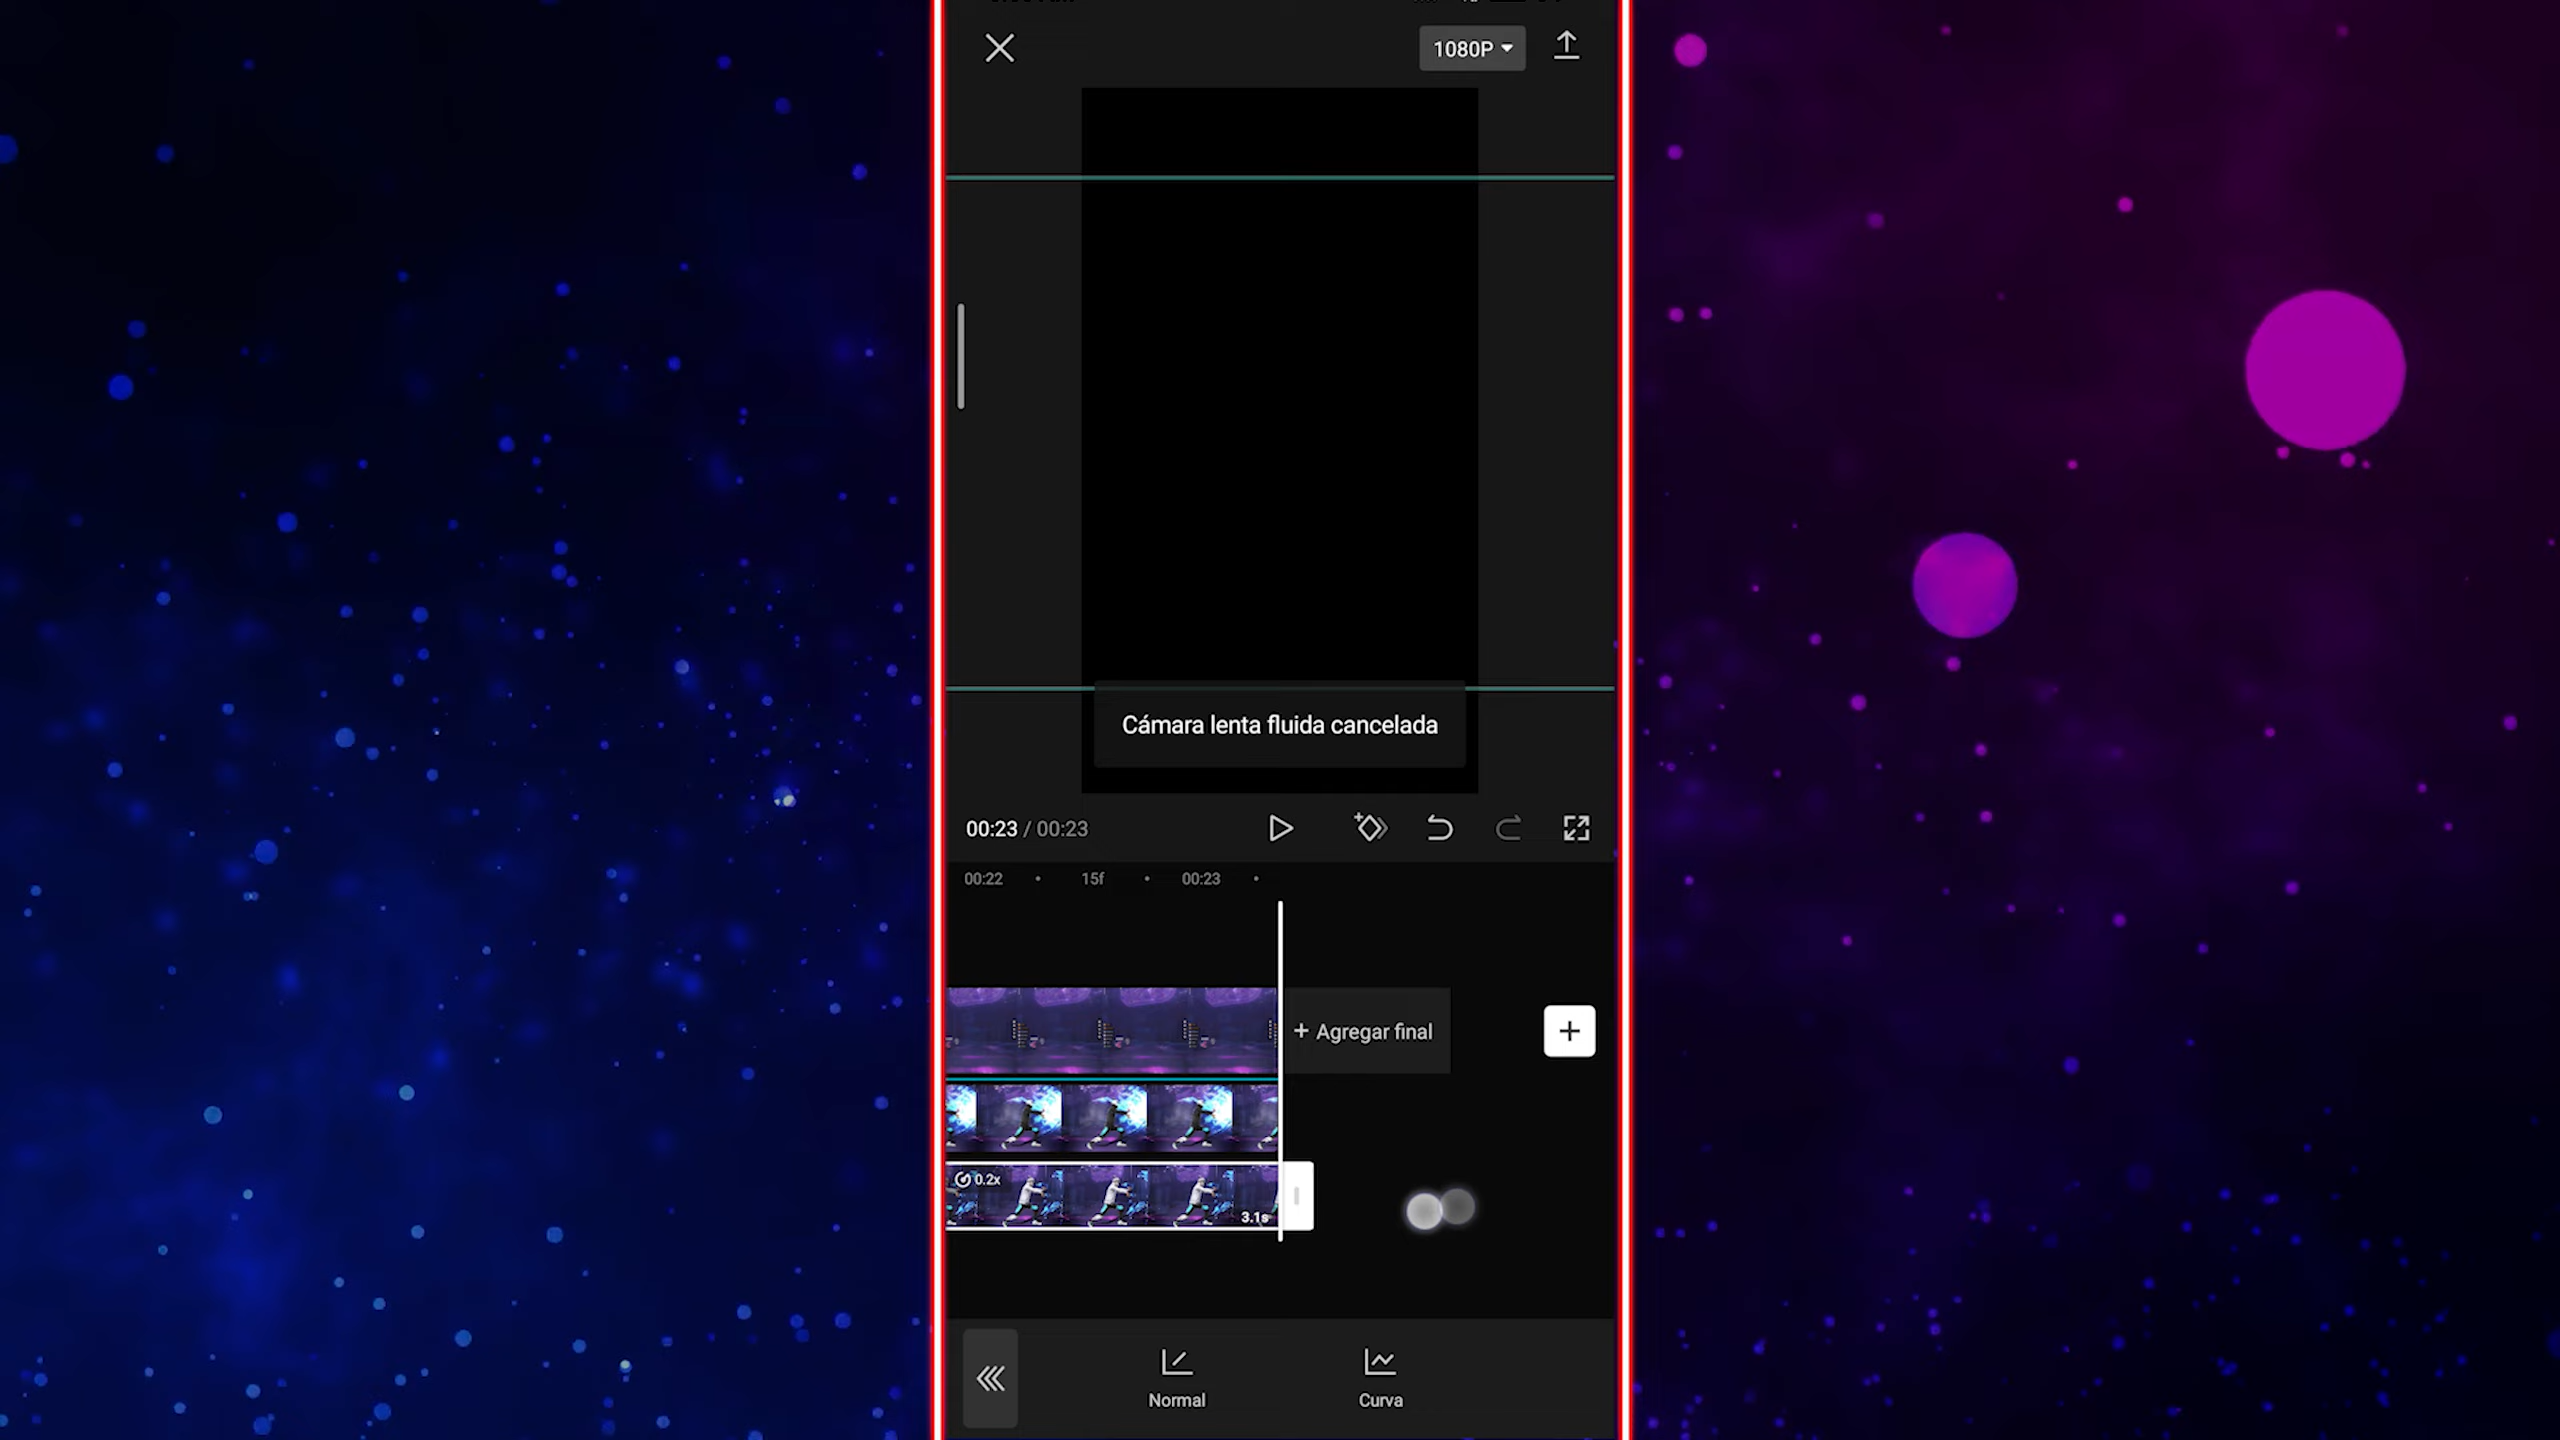 1080P
Cámara lenta fluida cancelada
00:23 / 00:23
00:22 15f 00:23
+ Agregar final
0.2x
3.1s
Normal
Curva